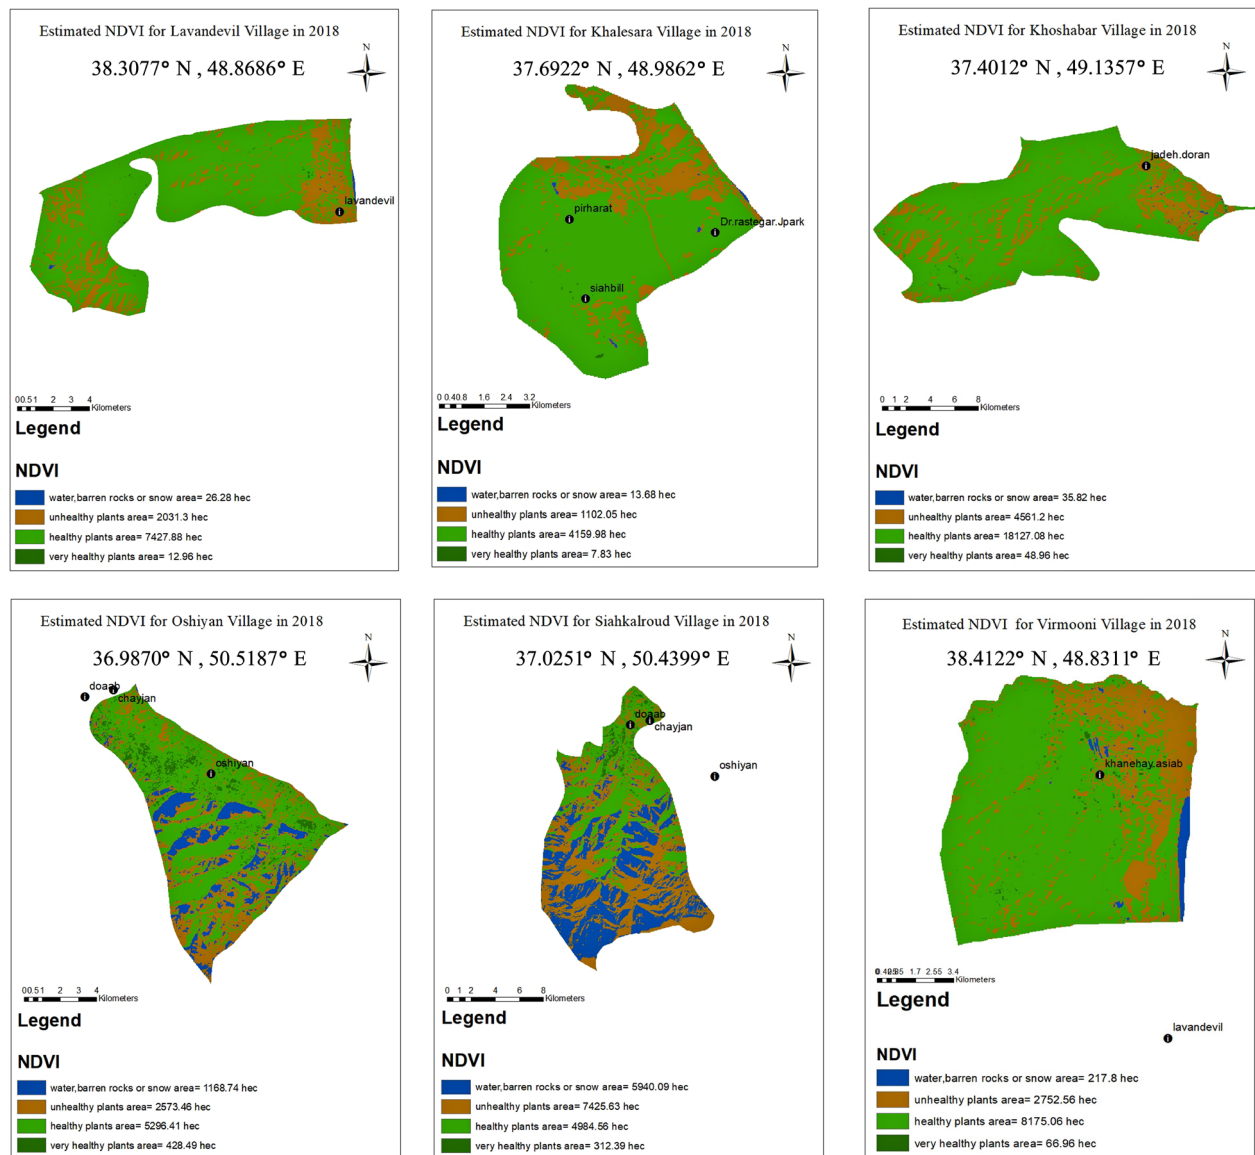 Estimated NDVI for Lavandevil Village in 2018
38.3077° N , 48.8686° E
N
lavandevil
0 0.5 1 2 3 4
Kilometers
Legend
NDVI
water,barren rocks or snow area= 26.28 hec
unhealthy plants area= 2031.3 hec
healthy plants area= 7427.88 hec
very healthy plants area= 12.96 hec
Estimated NDVI for Khalesara Village in 2018
37.6922° N , 48.9862° E
N
pirharat
Dr.rastegar.Jpark
siahbill
0 0.40.8 1.6 2.4 3.2
Kilometers
Legend
NDVI
water,barren rocks or snow area= 13.68 hec
unhealthy plants area= 1102.05 hec
healthy plants area= 4159.98 hec
very healthy plants area= 7.83 hec
Estimated NDVI for Khoshabar Village in 2018
37.4012° N , 49.1357° E
N
jadeh.doran
0 1 2 4 6 8
Kilometers
Legend
NDVI
water,barren rocks or snow area= 35.82 hec
unhealthy plants area= 4561.2 hec
healthy plants area= 18127.08 hec
very healthy plants area= 48.96 hec
Estimated NDVI for Oshiyan Village in 2018
36.9870° N , 50.5187° E
N
doaab
chayjan
oshiyan
0 0.5 1 2 3 4
Kilometers
Legend
NDVI
water,barren rocks or snow area= 1168.74 hec
unhealthy plants area= 2573.46 hec
healthy plants area= 5296.41 hec
very healthy plants area= 428.49 hec
Estimated NDVI for Siahkalroud Village in 2018
37.0251° N , 50.4399° E
N
doaab
chayjan
oshiyan
0 1 2 4 6 8
Kilometers
Legend
NDVI
water,barren rocks or snow area= 5940.09 hec
unhealthy plants area= 7425.63 hec
healthy plants area= 4984.56 hec
very healthy plants area= 312.39 hec
Estimated NDVI for Virmooni Village in 2018
38.4122° N , 48.8311° E
N
khanehay.asiab
1.7 2.55 3.4
Kilometers
Legend
lavandevil
NDVI
water,barren rocks or snow area= 217.8 hec
unhealthy plants area= 2752.56 hec
healthy plants area= 8175.06 hec
very healthy plants area= 66.96 hec